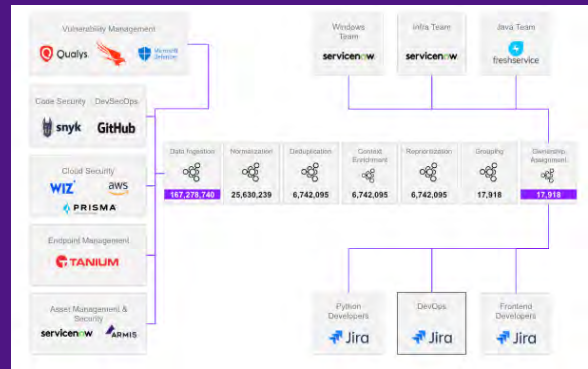 Vulnerability Management
Qualys.
Microsoft
Defender
Code Security DevSecOps
snyk GitHub
Cloud Security
WIZ aws
PRISMA
Endpoint Management
TANIUM
Asset Management &
Security
servicenow ARMIS
Windows
Team
servicenow
Infra Team
servicenow
Java Team
freshservice
Data Ingestion
167,278,740
Normalization
25,630,239
Deduplication
6,742,095
Context
Enrichment
6,742,095
Reprioritization
6,742,095
Grouping
17,918
Ownership
Assignment
17,918
Python
Developers
Jira
DevOps
Jira
Frontend
Developers
Jira